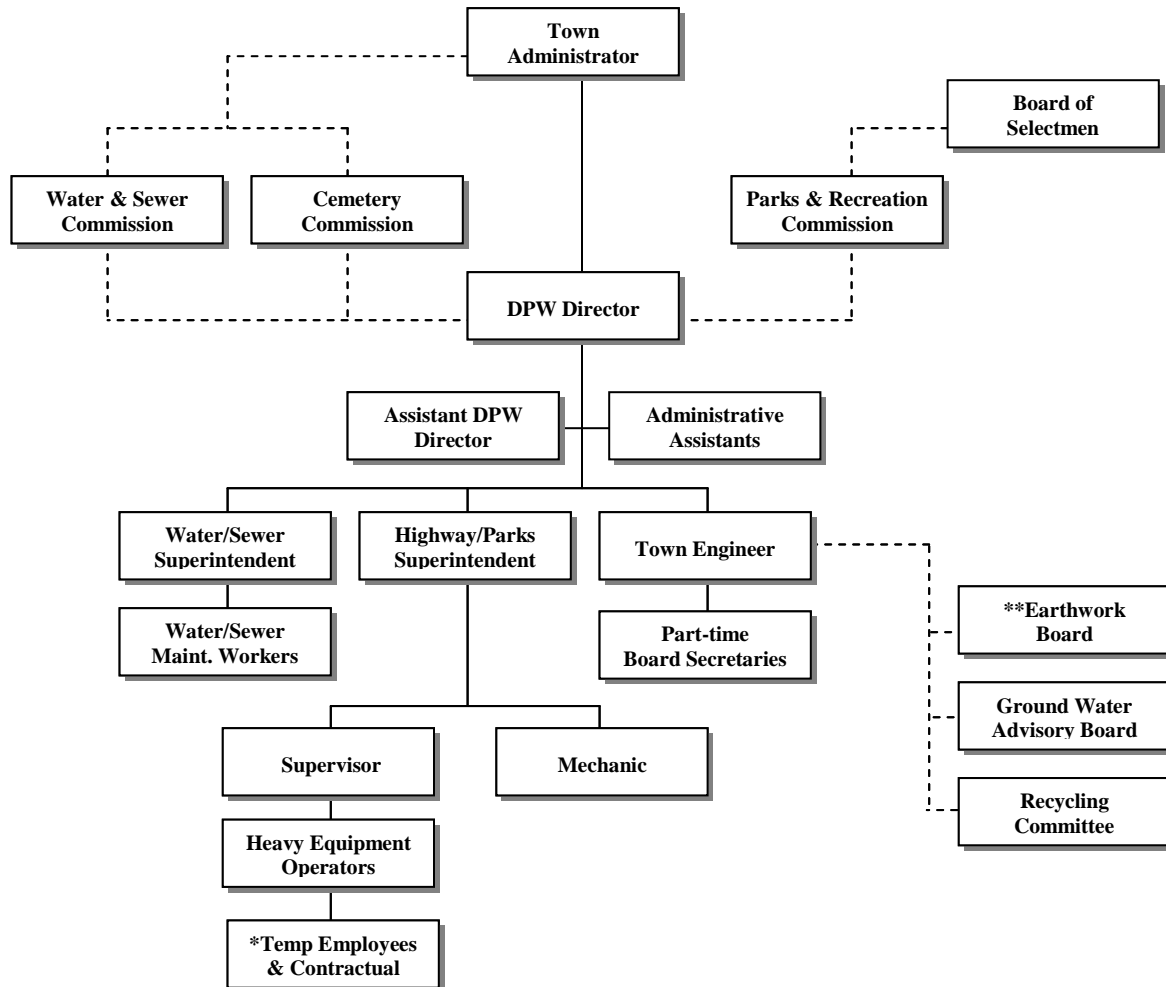 Town
Administrator
Board of
Selectmen
Water & Sewer
Commission
Cemetery
Commission
Parks & Recreation
Commission
DPW Director
Assistant DPW
Director
Administrative
Assistants
Water/Sewer
Superintendent
Highway/Parks
Superintendent
Town Engineer
**Earthwork
Board
Water/Sewer
Maint. Workers
Part-time
Board Secretaries
Ground Water
Advisory Board
Supervisor
Mechanic
Recycling
Committee
Heavy Equipment
Operators
*Temp Employees
& Contractual